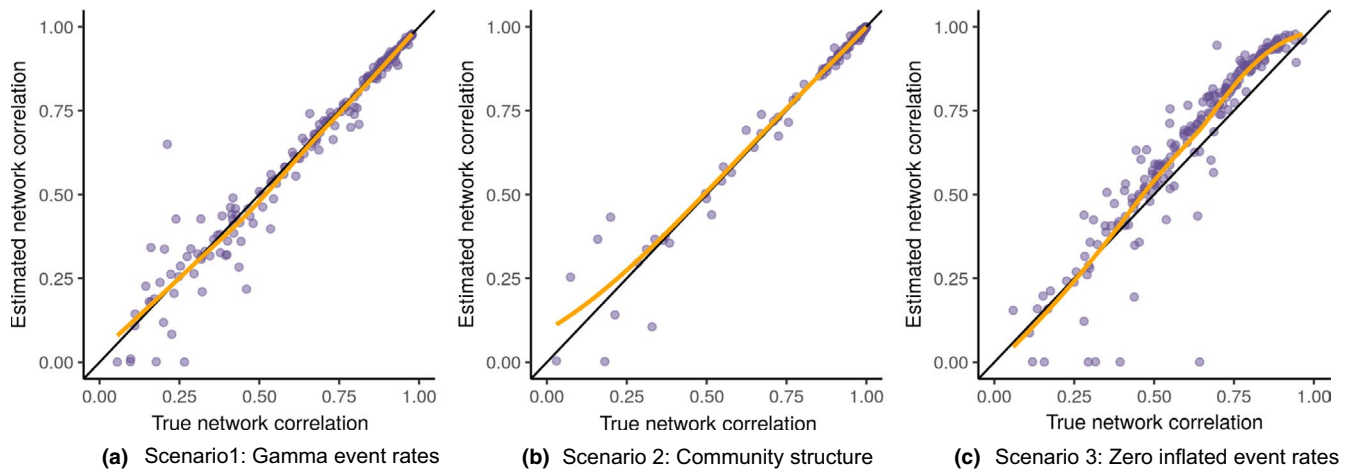 Estimated network correlation
1.00
0.75
0.50
0.25
0.00
0.00 0.25 0.50 0.75 1.00
True network correlation
(a) Scenario1: Gamma event rates
Estimated network correlation
1.00
0.75
0.50
0.25
0.00
0.00 0.25 0.50 0.75 1.00
True network correlation
(b) Scenario 2: Community structure
Estimated network correlation
1.00
0.75
0.50
0.25
0.00
0.00 0.25 0.50 0.75 1.00
True network correlation
(c) Scenario 3: Zero inflated event rates